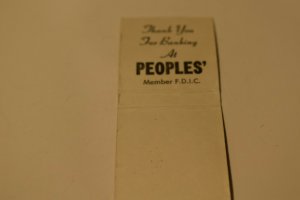 Thank You
For Banking
At
PEOPLES'
Member F.D.I.C.